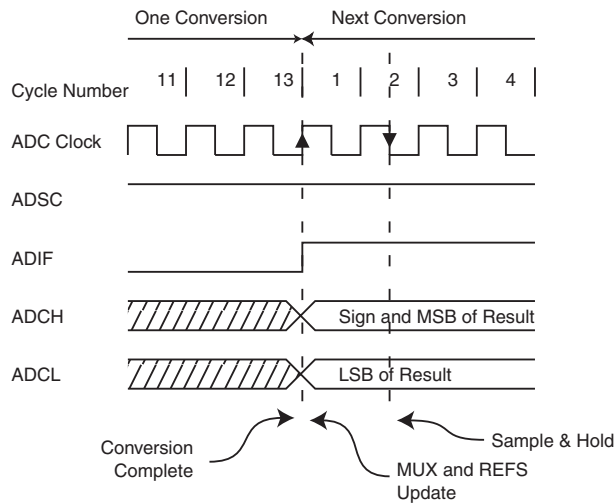 One Conversion Next Conversion
Cycle Number 11 12 13 1 2 3 4
ADC Clock
ADSC
ADIF
ADCH Sign and MSB of Result
ADCL LSB of Result
Conversion
Complete
MUX and REFS
Update
Sample & Hold